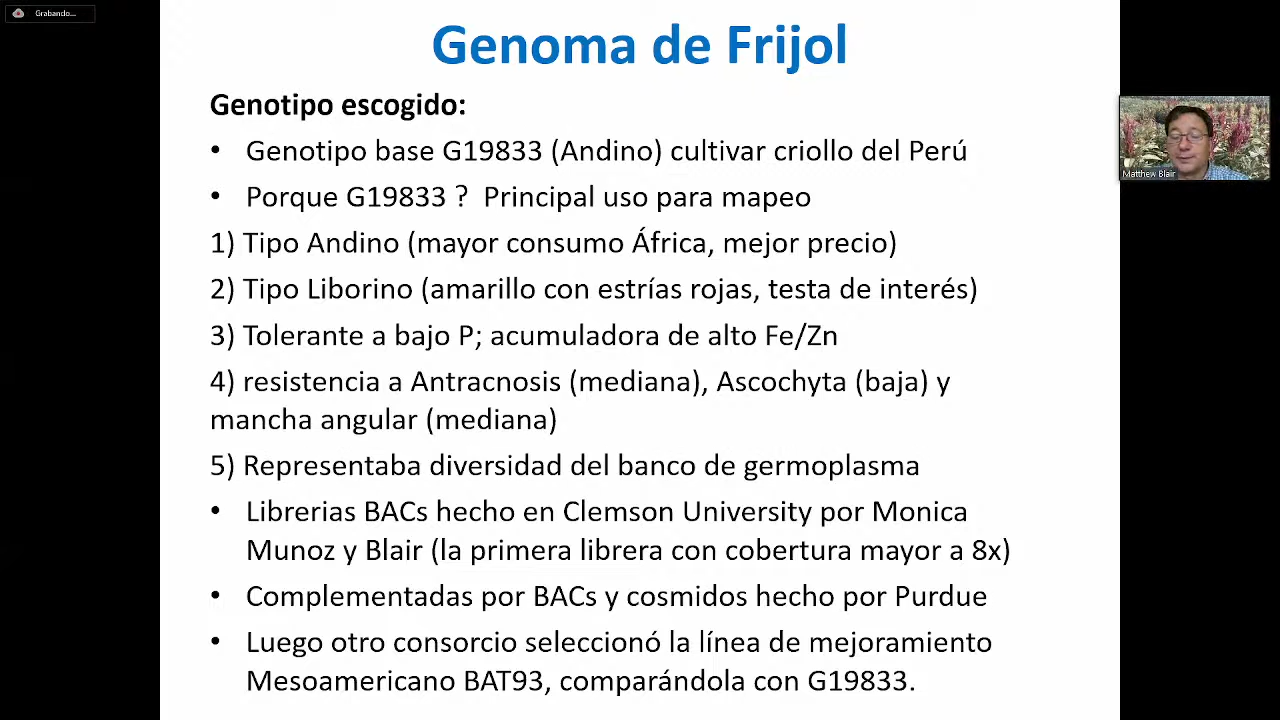 Grabando...
Genoma de Frijol
Genotipo escogido:
• Genotipo base G19833 (Andino) cultivar criollo del Perú
• Porque G19833 ? Principal uso para mapeo
1) Tipo Andino (mayor consumo África, mejor precio)
2) Tipo Liborino (amarillo con estrías rojas, testa de interés)
3) Tolerante a bajo P; acumuladora de alto Fe/Zn
4) resistencia a Antracnosis (mediana), Ascochyta (baja) y
mancha angular (mediana)
5) Representaba diversidad del banco de germoplasma
• Librerias BACs hecho en Clemson University por Monica
Munoz y Blair (la primera librera con cobertura mayor a 8x)
• Complementadas por BACs y cosmidos hecho por Purdue
• Luego otro consorcio seleccionó la línea de mejoramiento
Mesoamericano BAT93, comparándola con G19833.
Matthew Blair